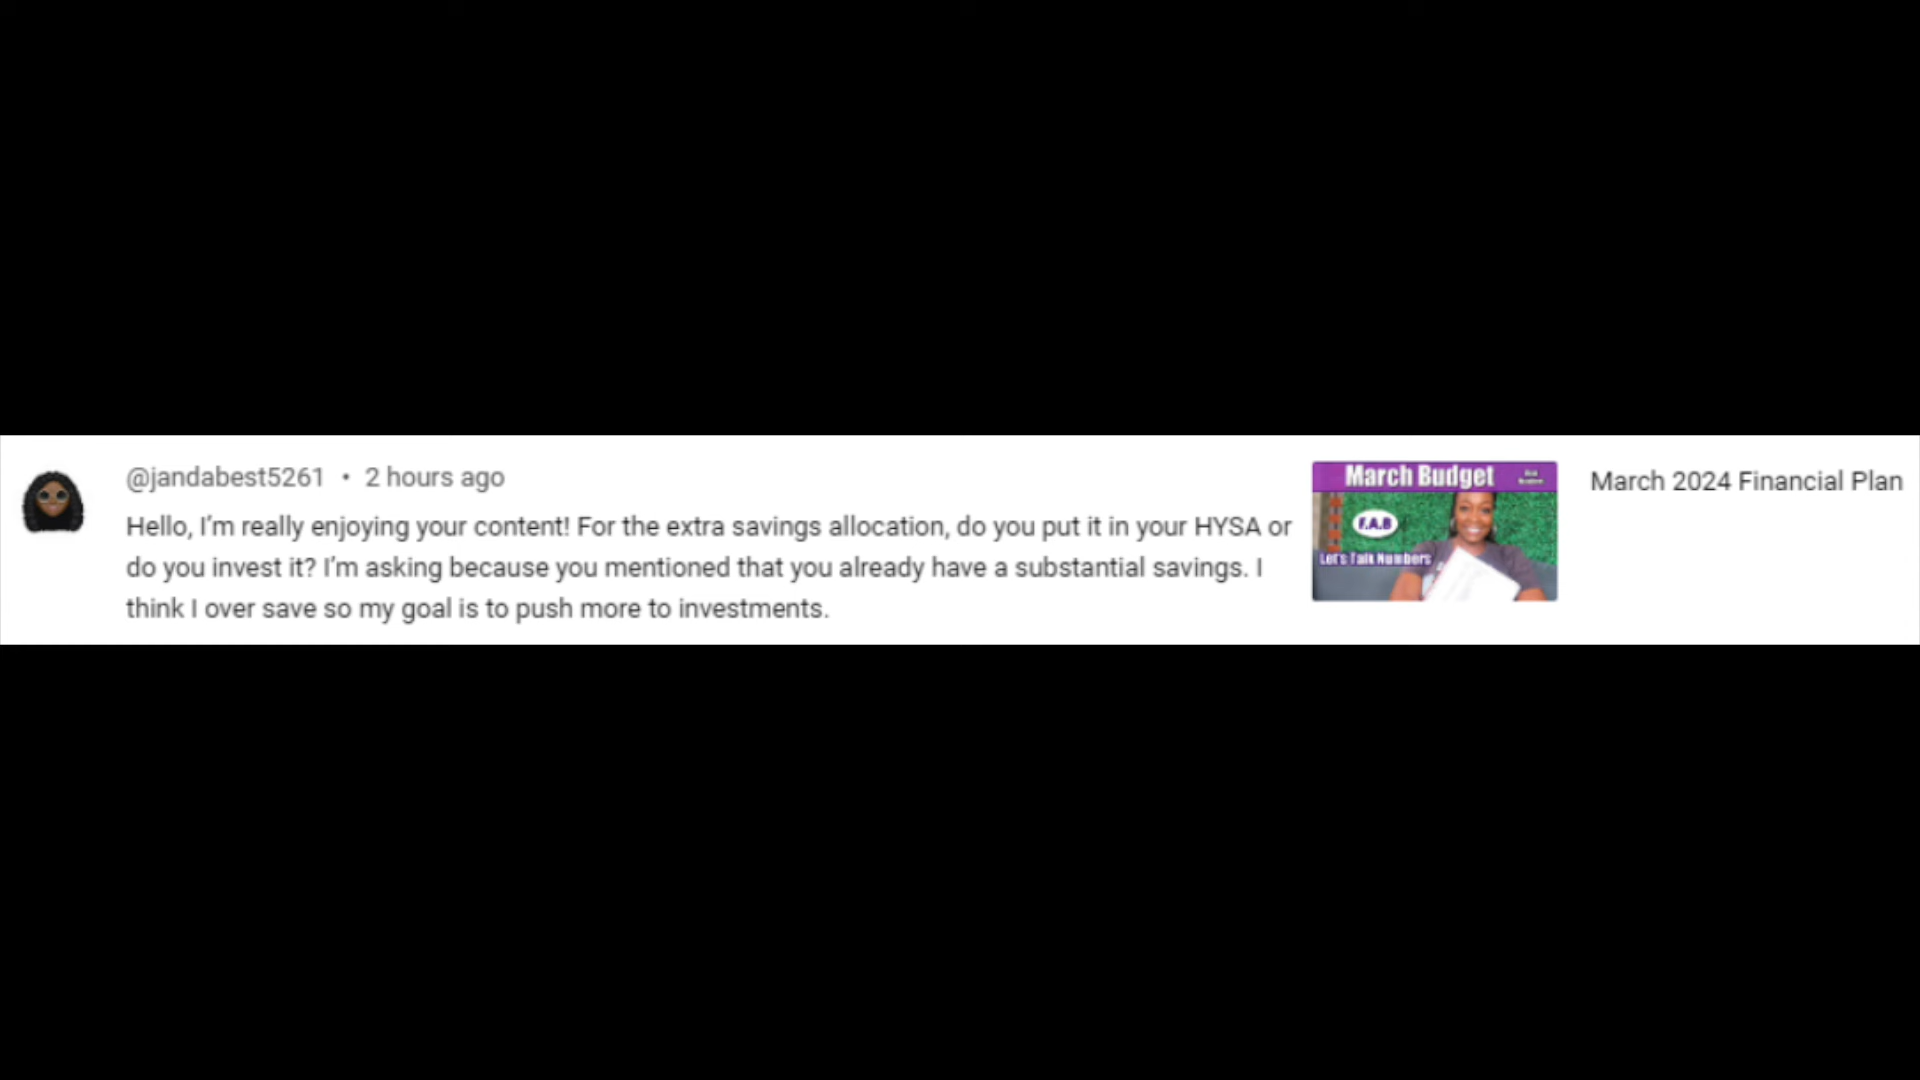 @jandabest5261 • 2 hours ago
Hello, I'm really enjoying your content! For the extra savings allocation, do you put it in your HYSA or
do you invest it? I'm asking because you mentioned that you already have a substantial savings. I
think I over save so my goal is to push more to investments.
March Budget
F.A.B
Let's Talk Numbers
March 2024 Financial Plan